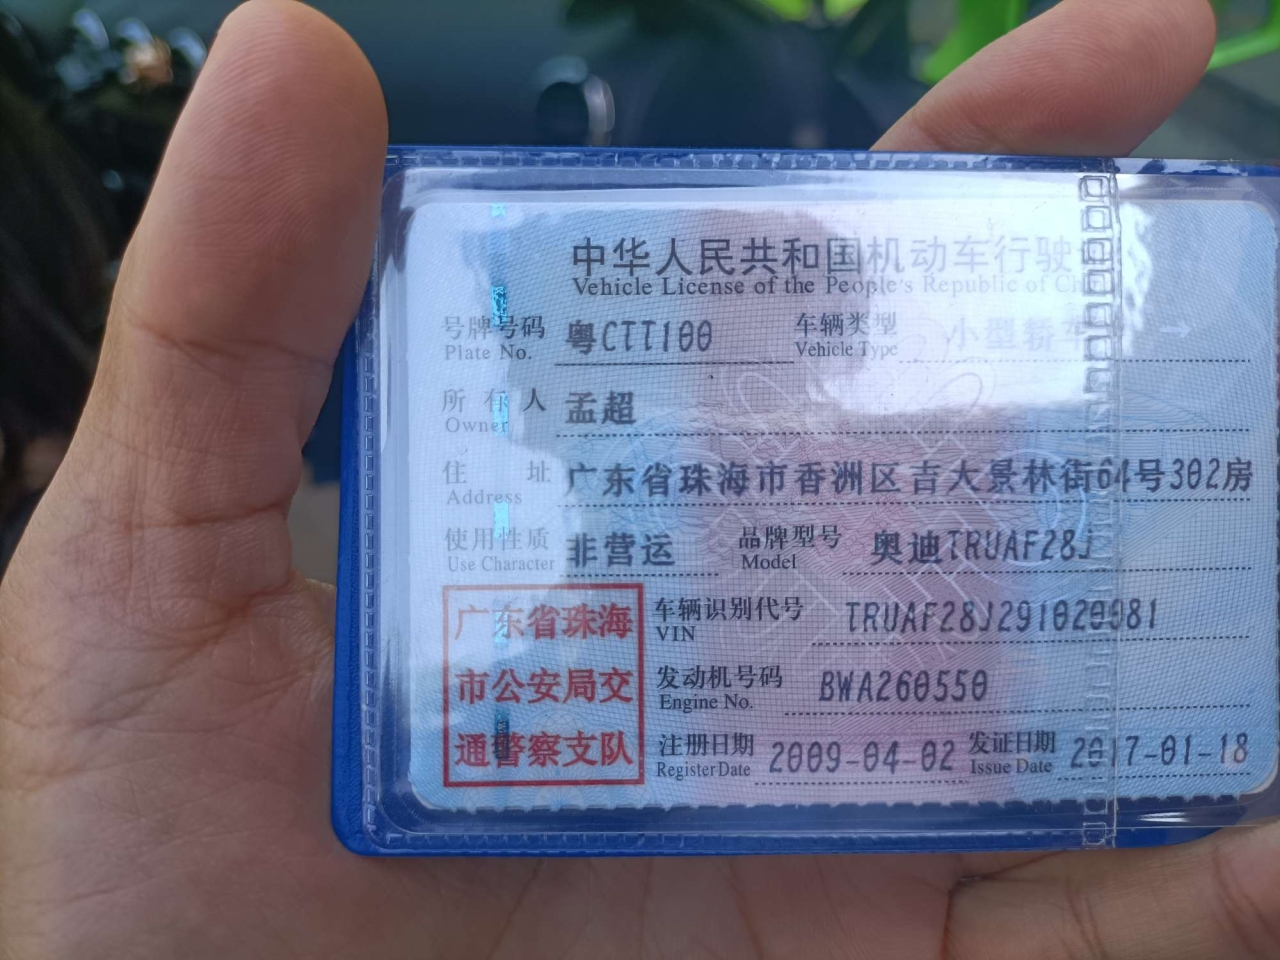 中华人民共和国机动车行驶
Vehicle License of the People's Republic of Ch
号牌号码 粤CTT100 车辆类型 小型轿车
Plate No. Vehicle Type
所有人 孟超
Owner
住址 广东省珠海市香洲区吉大景林街64号302房
Address
使用性质 非营运 品牌型号 奥迪TRUAF28J
Use Character Model
广东省珠海 车辆识别代号 TRUAF28J291020081
VIN
市公安局交 发动机号码 BWA260550
Engine No.
通警察支队 注册日期 2009-04-02 发证日期 2017-01-18
Register Date Issue Date